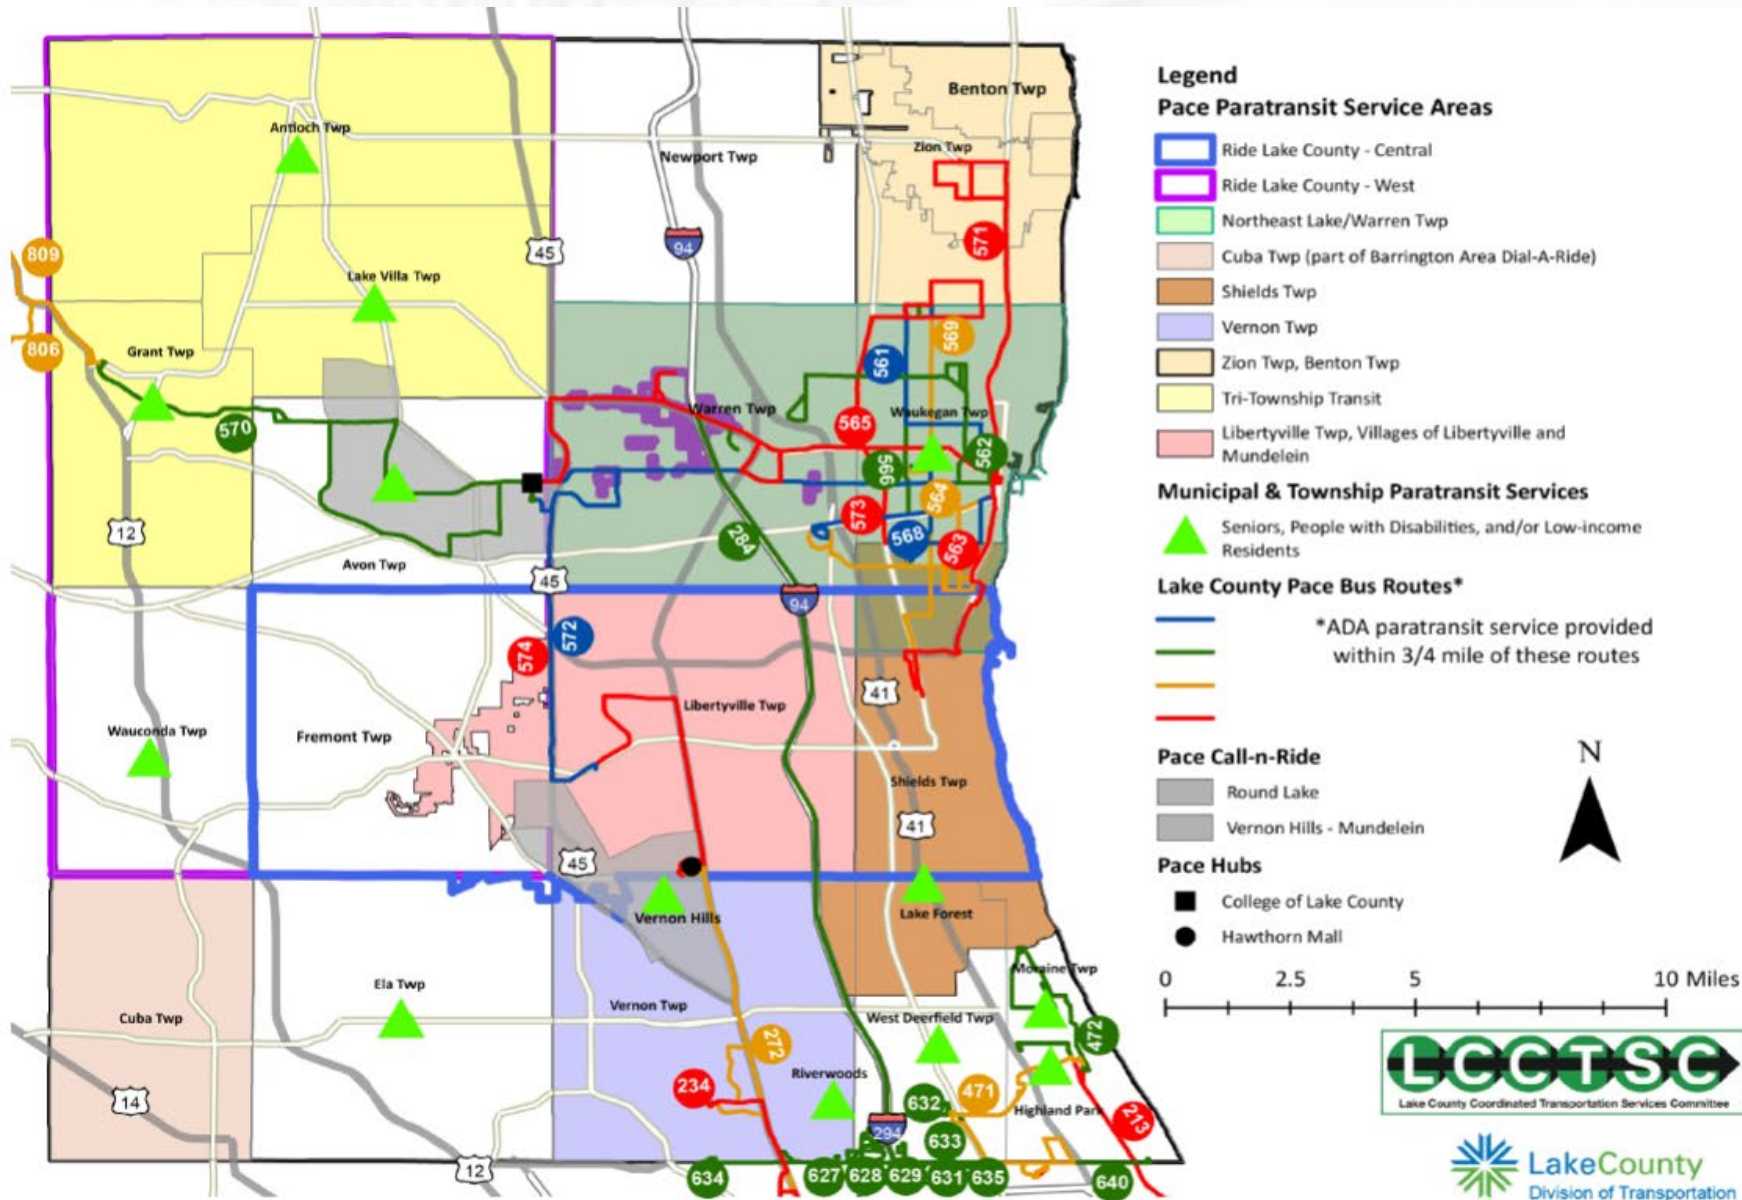 Antioch Twp
Newport Twp
Benton Twp
Zion Twp
45
94
571
809
Lake Villa Twp
806
Grant Twp
569
561
570
Warren Twp
565
Waukegan Twp
566
562
564
573
568
563
12
284
Avon Twp
45
94
574
572
41
Wauconda Twp
Fremont Twp
Libertyville Twp
Shields Twp
41
45
Vernon Hills
Lake Forest
Moraine Twp
Ela Twp
Cuba Twp
Vernon Twp
West Deerfield Twp
472
272
Riverwoods
234
632
471
Highland Park
213
14
294
633
12
634
627
628
629
631
635
640
Legend
Pace Paratransit Service Areas
Ride Lake County - Central
Ride Lake County - West
Northeast Lake/Warren Twp
Cuba Twp (part of Barrington Area Dial-A-Ride)
Shields Twp
Vernon Twp
Zion Twp, Benton Twp
Tri-Township Transit
Libertyville Twp, Villages of Libertyville and
Mundelein
Municipal & Township Paratransit Services
Seniors, People with Disabilities, and/or Low-income
Residents
Lake County Pace Bus Routes*
*ADA paratransit service provided
within 3/4 mile of these routes
Pace Call-n-Ride
Round Lake
Vernon Hills - Mundelein
Pace Hubs
College of Lake County
Hawthorn Mall
N
0 2.5 5 10 Miles
LCCTSC
Lake County Coordinated Transportation Services Committee
LakeCounty
Division of Transportation